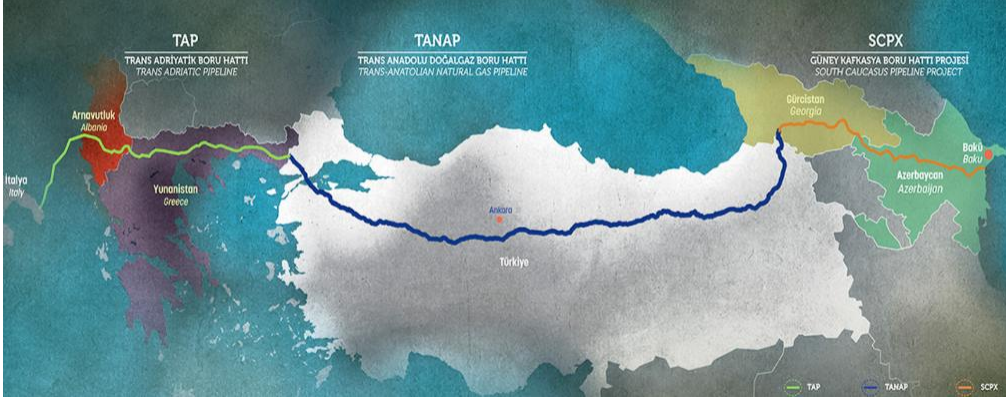 TAP
TRANS ADRİYATİK BORU HATTI
TRANS ADRIATIC PIPELINE
TANAP
TRANS ANADOLU DOĞALGAZ BORU HATTI
TRANS-ANATOLIAN NATURAL GAS PIPELINE
SCPX
GÜNEY KAFKASYA BORU HATTI PROJESİ
SOUTH CAUCASUS PIPELINE PROJECT
Arnavutluk
Albania
Gürcistan
Georgia
Bakü
Baku
İtalya
Italy
Yunanistan
Greece
Azerbaycan
Azerbaijan
Ankara
Türkiye
TAP
TANAP
SCPX